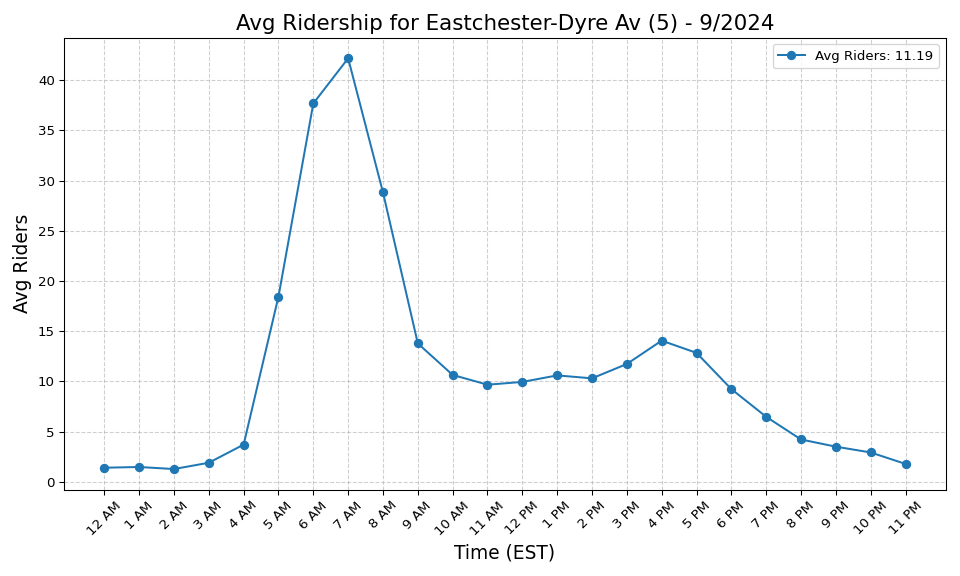 Avg Ridership for Eastchester-Dyre Av (5) - 9/2024
Avg Riders: 11.19
Avg Riders
40
35
30
25
20
15
10
5
0
12 AM
1 AM
2 AM
3 AM
4 AM
5 AM
6 AM
7 AM
8 AM
9 AM
10 AM
11 AM
12 PM
1 PM
2 PM
3 PM
4 PM
5 PM
6 PM
7 PM
8 PM
9 PM
10 PM
11 PM
Time (EST)